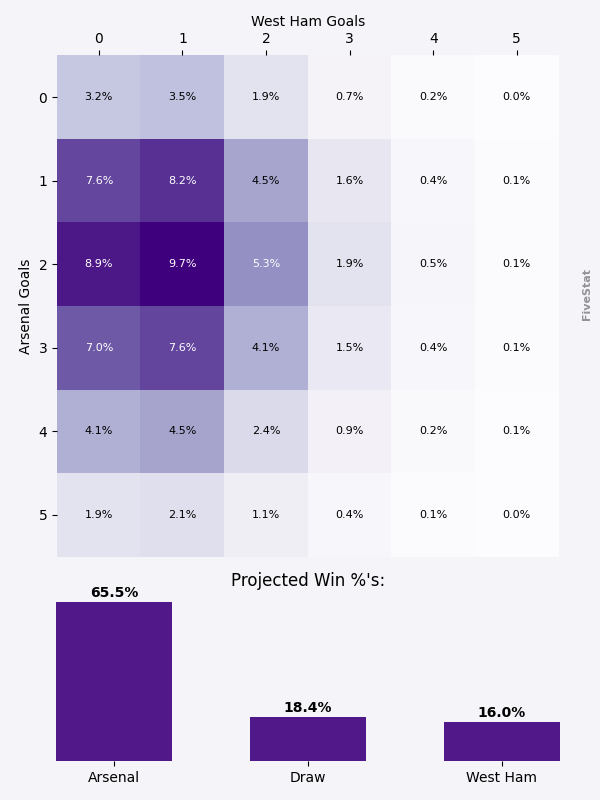 West Ham Goals
0 1 2 3 4 5
0 3.2% 3.5% 1.9% 0.7% 0.2% 0.0%
1 7.6% 8.2% 4.5% 1.6% 0.4% 0.1%
2 8.9% 9.7% 5.3% 1.9% 0.5% 0.1%
3 7.0% 7.6% 4.1% 1.5% 0.4% 0.1%
4 4.1% 4.5% 2.4% 0.9% 0.2% 0.1%
5 1.9% 2.1% 1.1% 0.4% 0.1% 0.0%
Arsenal Goals
FiveStat
Projected Win %'s:
65.5% 18.4% 16.0%
Arsenal Draw West Ham